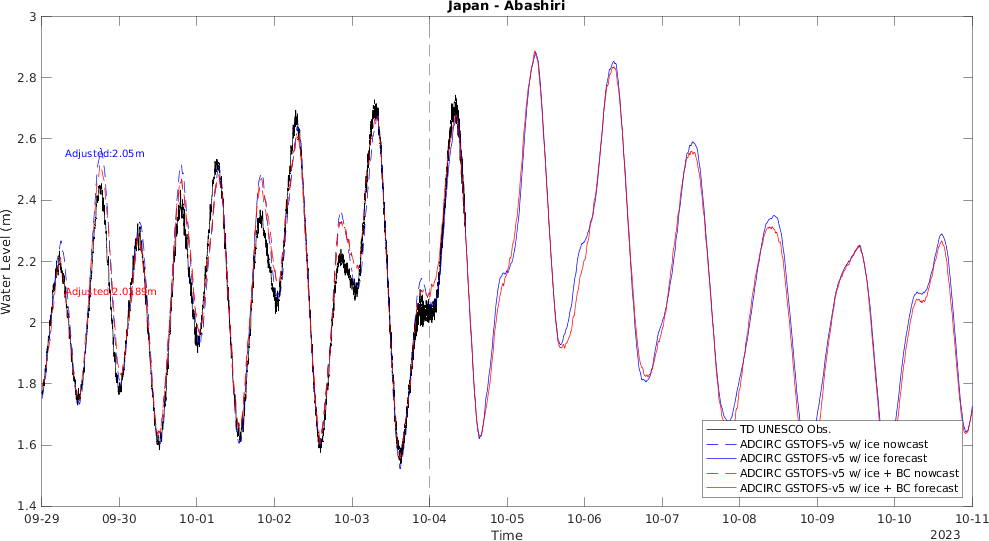 Japan - Abashiri
3
2.8
2.6
2.4
2.2
2
1.8
1.6
1.4
Water Level (m)
Adjusted:2.05m
Adjusted:2.0189m
TD UNESCO Obs.
ADCIRC GSTOFS-v5 w/ ice nowcast
ADCIRC GSTOFS-v5 w/ ice forecast
ADCIRC GSTOFS-v5 w/ ice + BC nowcast
ADCIRC GSTOFS-v5 w/ ice + BC forecast
09-29 09-30 10-01 10-02 10-03 10-04 10-05 10-06 10-07 10-08 10-09 10-10 10-11
Time
2023